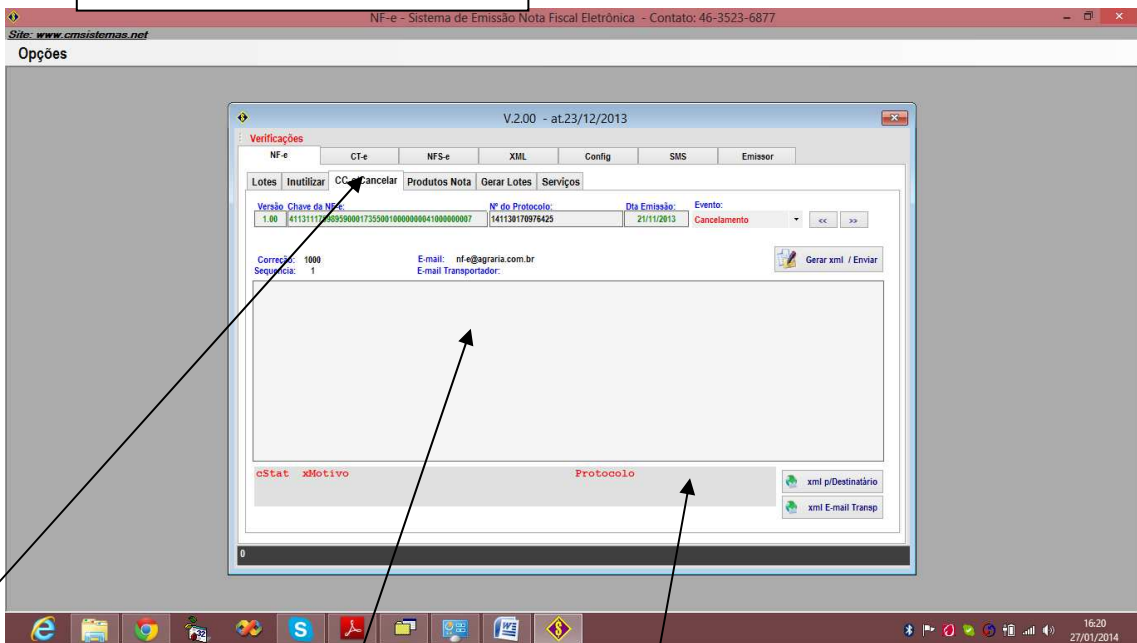 NF-e - Sistema de Emissão Nota Fiscal Eletrônica - Contato: 46-3523-6877
Site: www.cmsistemas.net
Opções
V.2.00 - at.23/12/2013
Verificações
NF-e CT-e NFS-e XML Config SMS Emissor
Lotes Inutilizar CC-e/Cancelar Produtos Nota Gerar Lotes Serviços
Versão Chave da NF-e: Nº do Protocolo: Dta Emissão: Evento:
1.00 141130170976425 21/11/2013 Cancelamento << >>
Correção: 1000 E-mail: nf-e@agraria.com.br Gerar xml / Enviar
Sequencia: 1 E-mail Transportador:
cStat xMotivo Protocolo
xml p/Destinatário
xml E-mail Transp
0
16:20
27/01/2014